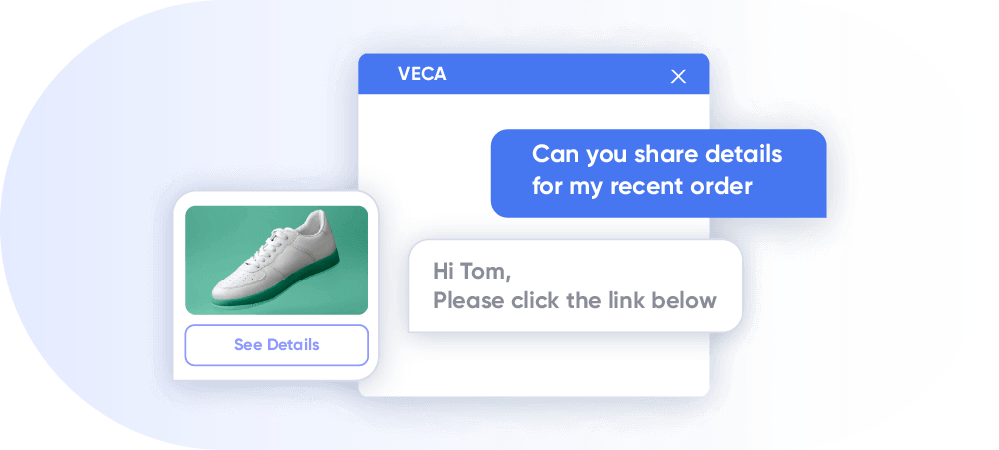 VECA
Can you share details
for my recent order
Hi Tom,
Please click the link below
See Details